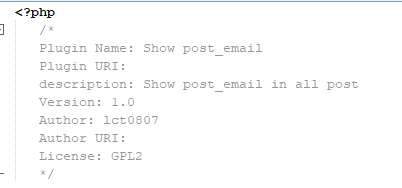 <?php
/*
Plugin Name: Show post_email
Plugin URI:
description: Show post_email in all post
Version: 1.0
Author: lct0807
Author URI:
License: GPL2
*/